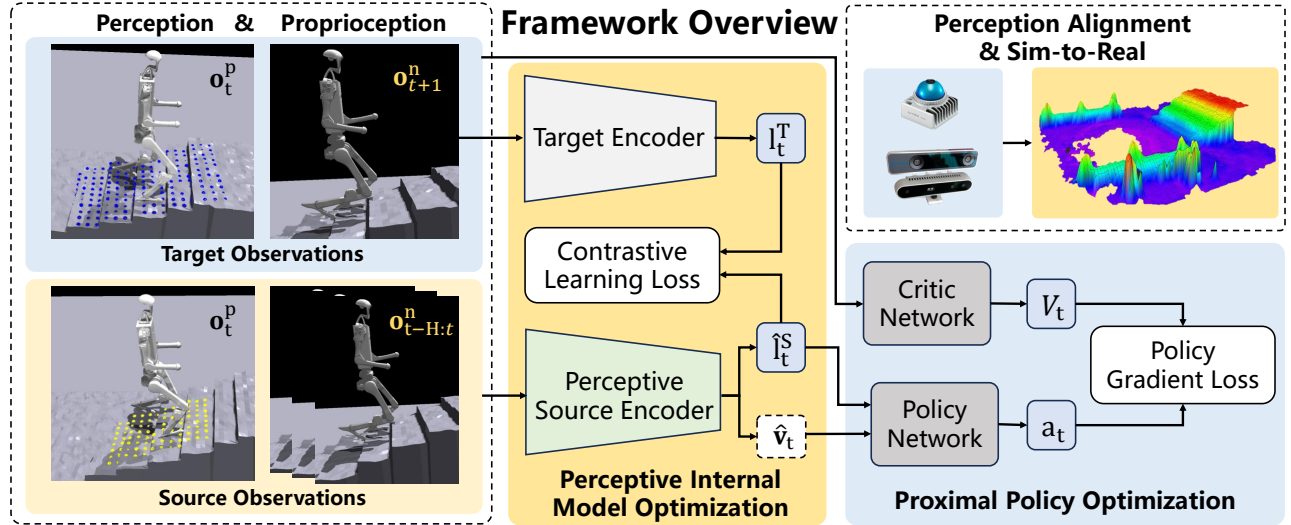 Framework Overview
Perception & Proprioception
o_t^p
o_{t+1}^n
Target Observations
o_t^p
o_{t−H:t}^n
Source Observations
Target Encoder
l_t^T
Contrastive
Learning Loss
Perceptive
Source Encoder
l̂_t^S
v̂_t
Perceptive Internal
Model Optimization
Perception Alignment
& Sim-to-Real
Critic
Network
V_t
Policy
Network
a_t
Policy
Gradient Loss
Proximal Policy Optimization